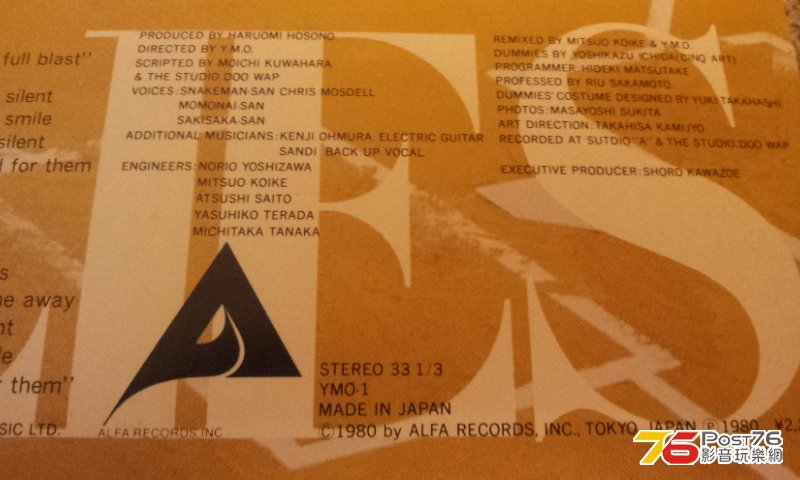 full blast"
silent
smile
silent
for them
s
ne away
nt
le
r them"
SIC LTD.
PRODUCED BY HARUOMI HOSONO
DIRECTED BY Y.M.O.
SCRIPTED BY MOICHI KUWAHARA
& THE STUDIO DOO WAP
VOICES: SNAKEMAN-SAN CHRIS MOSDELL
MOMONAI-SAN
SAKISAKA-SAN
ADDITIONAL MUSICIANS: KENJI OHMURA ELECTRIC GUITAR
SANDI BACK UP VOCAL
ENGINEERS: NORIO YOSHIZAWA
MITSUO KOIKE
ATSUSHI SAITO
YASUHIKO TERADA
MICHITAKA TANAKA
REMIXED BY MITSUO KOIKE & Y.M.O.
DUMMIES BY YOSHIKAZU ICHIDA(CINQ ART)
PROGRAMMER: HIDEKI MATSUTAKE
PROFESSED BY RIU SAKAMOTO
DUMMIES' COSTUME DESIGNED BY YUKI TAKAHASHI
PHOTOS: MASAYOSHI SUKITA
ART DIRECTION: TAKAHISA KAMIJYO
RECORDED AT SUTDIO "A" & THE STUDIO DOO WAP
EXECUTIVE PRODUCER: SHORO KAWAZOE
IES
ALFA RECORDS, INC.
STEREO 33 1/3
YMO-1
MADE IN JAPAN
©1980 by ALFA RECORDS, INC., TOKYO, JAPAN ℗ 1980 ¥2,
76 Post76
影音玩樂網